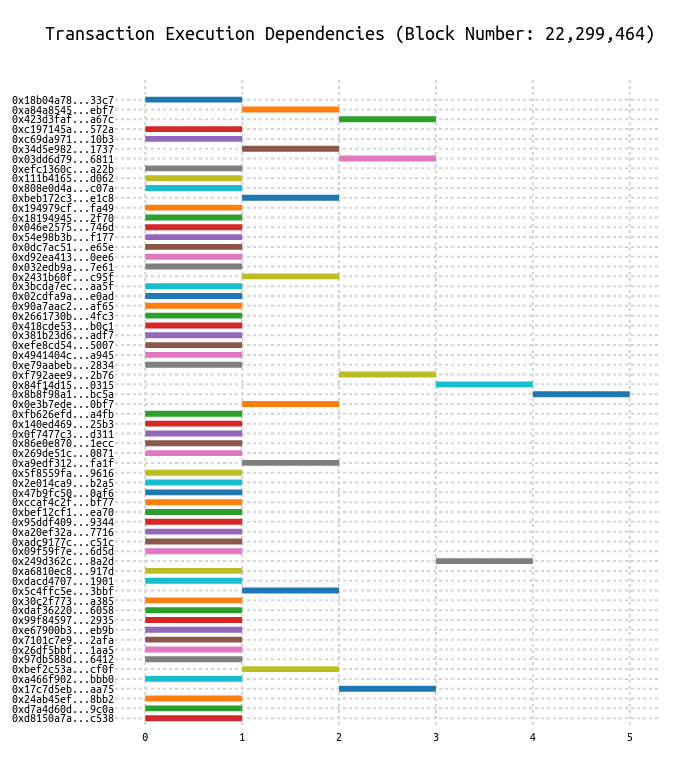 Transaction Execution Dependencies (Block Number: 22,299,464)
0x18b04a78...33c7
0xa84a8545...ebf7
0x423d3faf...a67c
0xc197145a...572a
0xc69da971...10b3
0x34d5e982...1737
0x03dd6d79...6811
0xefc1360c...a22b
0x111b4165...d062
0x808e0d4a...c07a
0xbeb172c3...e1c8
0x194979cf...fa49
0x18194945...2f70
0x046e2575...746d
0x54e98b3b...f177
0x0dc7ac51...e65e
0xd92ea413...0ee6
0x032edb9a...7e61
0x2431b60f...c95f
0x3bcda7ec...aa5f
0x02cdfa9a...e0ad
0x90a7aac2...af65
0x2661730b...4fc3
0x418cde53...b0c1
0x381b23d6...adf7
0xefe8cd54...5007
0x4941404c...a945
0xe79aabeb...2834
0xf792aee9...2b76
0x84f14d15...0315
0x8b8f98a1...bc5a
0x0e3b7ede...0bf7
0xfb626efd...a4fb
0x140ed469...25b3
0x0f7477c3...d311
0x86e0e870...1ecc
0x269de51c...0871
0xa9edf312...fa1f
0x5f8559fa...9616
0x2e014ca9...b2a5
0x47b9fc50...0af6
0xccaf4c2f...bf77
0xbef12cf1...ea70
0x95ddf409...9344
0xa20ef32a...7716
0xadc9177c...c51c
0x09f59f7e...6d5d
0x249d362c...8a2d
0xa6810ec8...917d
0xdacd4707...1901
0x5c4ffc5e...3bbf
0x30c2f773...a385
0xdaf36220...6058
0x99f84597...2935
0xe67900b3...eb9b
0x7101c7e9...2afa
0x26df5bbf...1aa5
0x97db588d...6412
0xbef2c53a...cf0f
0xa466f902...bbb0
0x17c7d5eb...aa75
0x24ab45ef...8bb2
0xd7a4d60d...9c0a
0xd8150a7a...c538
0 1 2 3 4 5